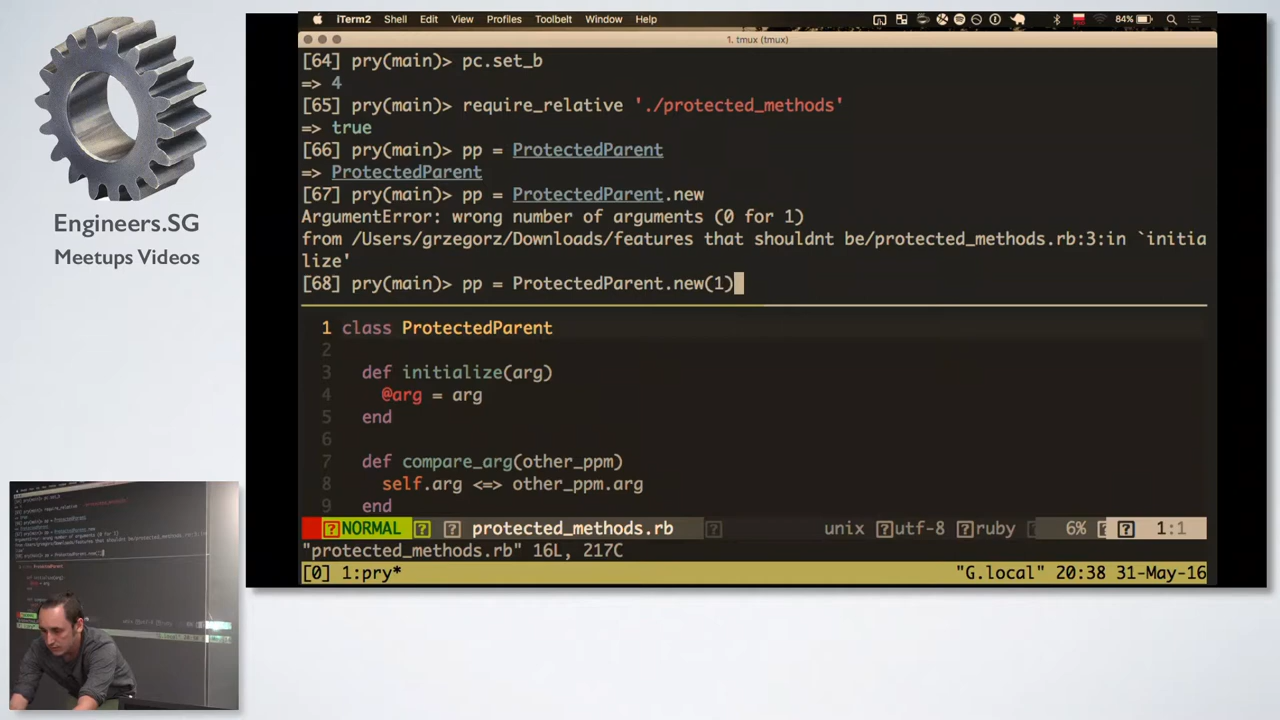 iTerm2 Shell Edit View Profiles Toolbelt Window Help 84%
1. tmux (tmux)
[64] pry(main)> pc.set_b
=> 4
[65] pry(main)> require_relative './protected_methods'
=> true
[66] pry(main)> pp = ProtectedParent
=> ProtectedParent
[67] pry(main)> pp = ProtectedParent.new
ArgumentError: wrong number of arguments (0 for 1)
from /Users/grzegorz/Downloads/features that shouldnt be/protected_methods.rb:3:in `initia
lize'
[68] pry(main)> pp = ProtectedParent.new(1)
1 class ProtectedParent
2
3 def initialize(arg)
4 @arg = arg
5 end
6
7 def compare_arg(other_ppm)
8 self.arg <=> other_ppm.arg
9 end
NORMAL protected_methods.rb unix utf-8 ruby 6% 1:1
"protected_methods.rb" 16L, 217C
[0] 1:pry* "G.local" 20:38 31-May-16
Engineers.SG
Meetups Videos